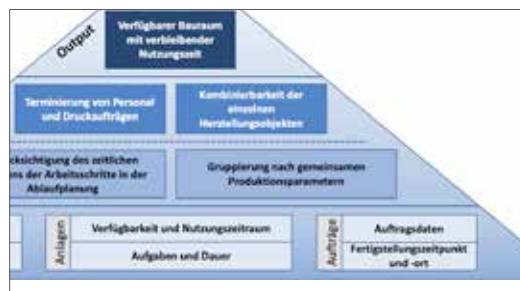 Output
Verfügbarer Bauraum
mit verbleibender
Nutzungszeit
Terminierung von Personal
und Druckaufträgen
Kombinierbarkeit der
einzelnen
Herstellungsobjekten
cksichtigung des zeitlichen
ns der Arbeitsschritte in der
Ablaufplanung
Gruppierung nach gemeinsamen
Produktionsparametern
Anlagen
Verfügbarkeit und Nutzungszeitraum
Aufgaben und Dauer
Aufträge
Auftragsdaten
Fertigstellungszeitpunkt
und -ort